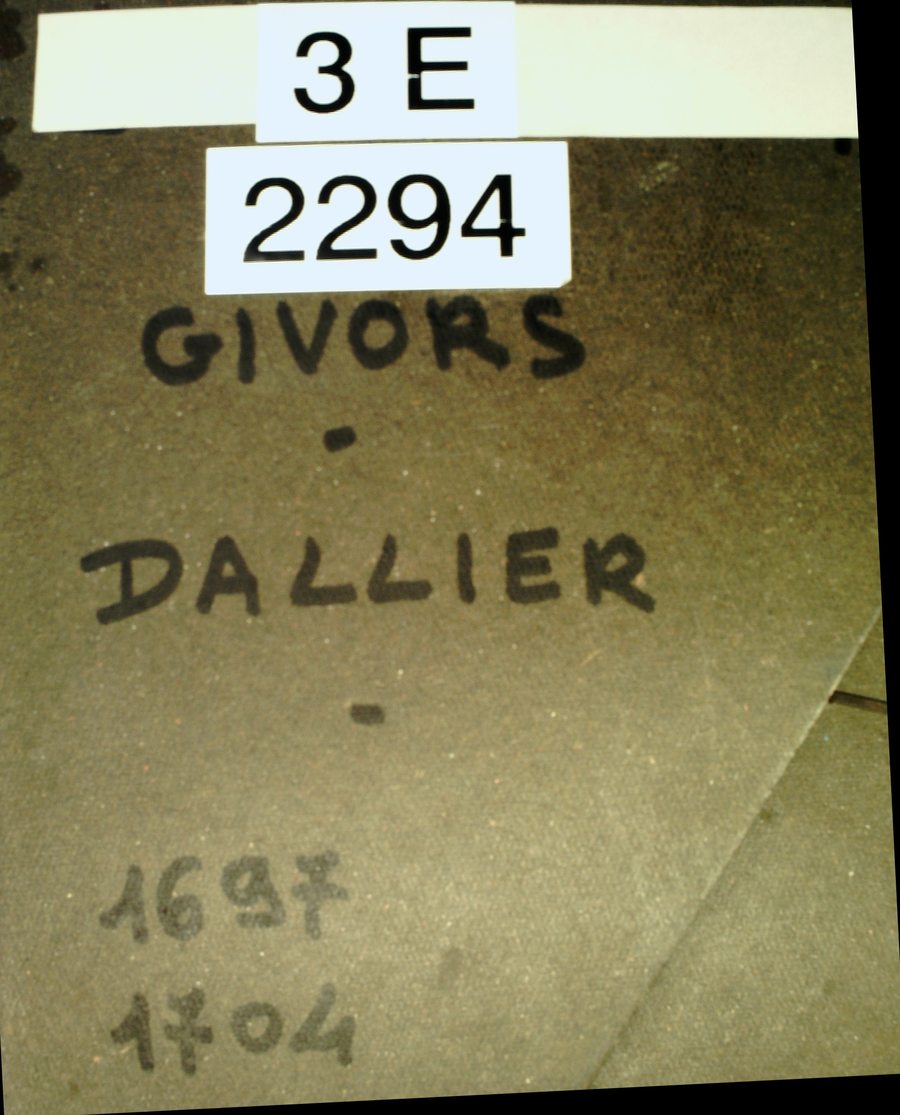 3 E
2294
GIVORS
DALLIER
1697
1704